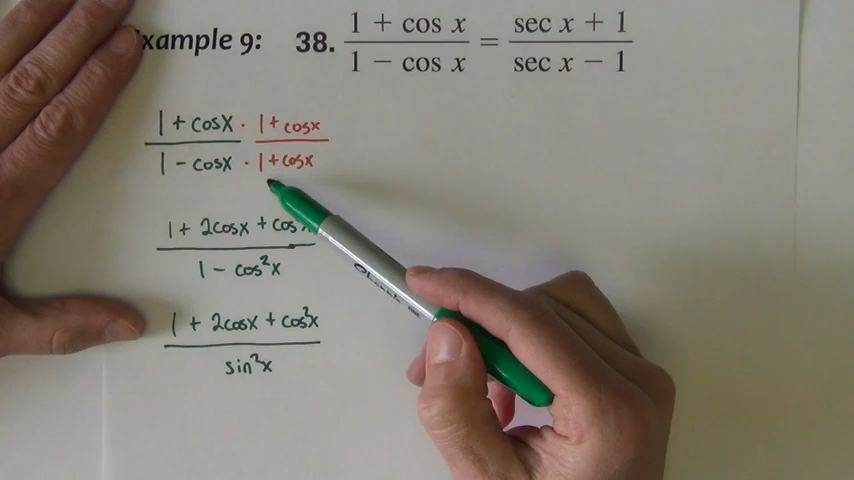 xample 9: 38. 1 + cos x / 1 − cos x = sec x + 1 / sec x − 1
1 + cosx · 1 + cosx
1 − cosx · 1 + cosx
1 + 2cosx + cos
1 − cos²x
1 + 2cosx + cos²x
sin²x